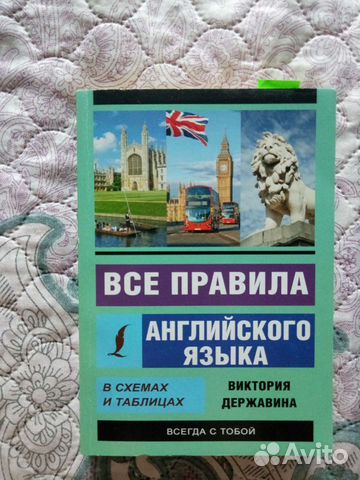 ВСЕ ПРАВИЛА
АНГЛИЙСКОГО
ЯЗЫКА
В СХЕМАХ
И ТАБЛИЦАХ
ВИКТОРИЯ
ДЕРЖАВИНА
ВСЕГДА С ТОБОЙ
Avito